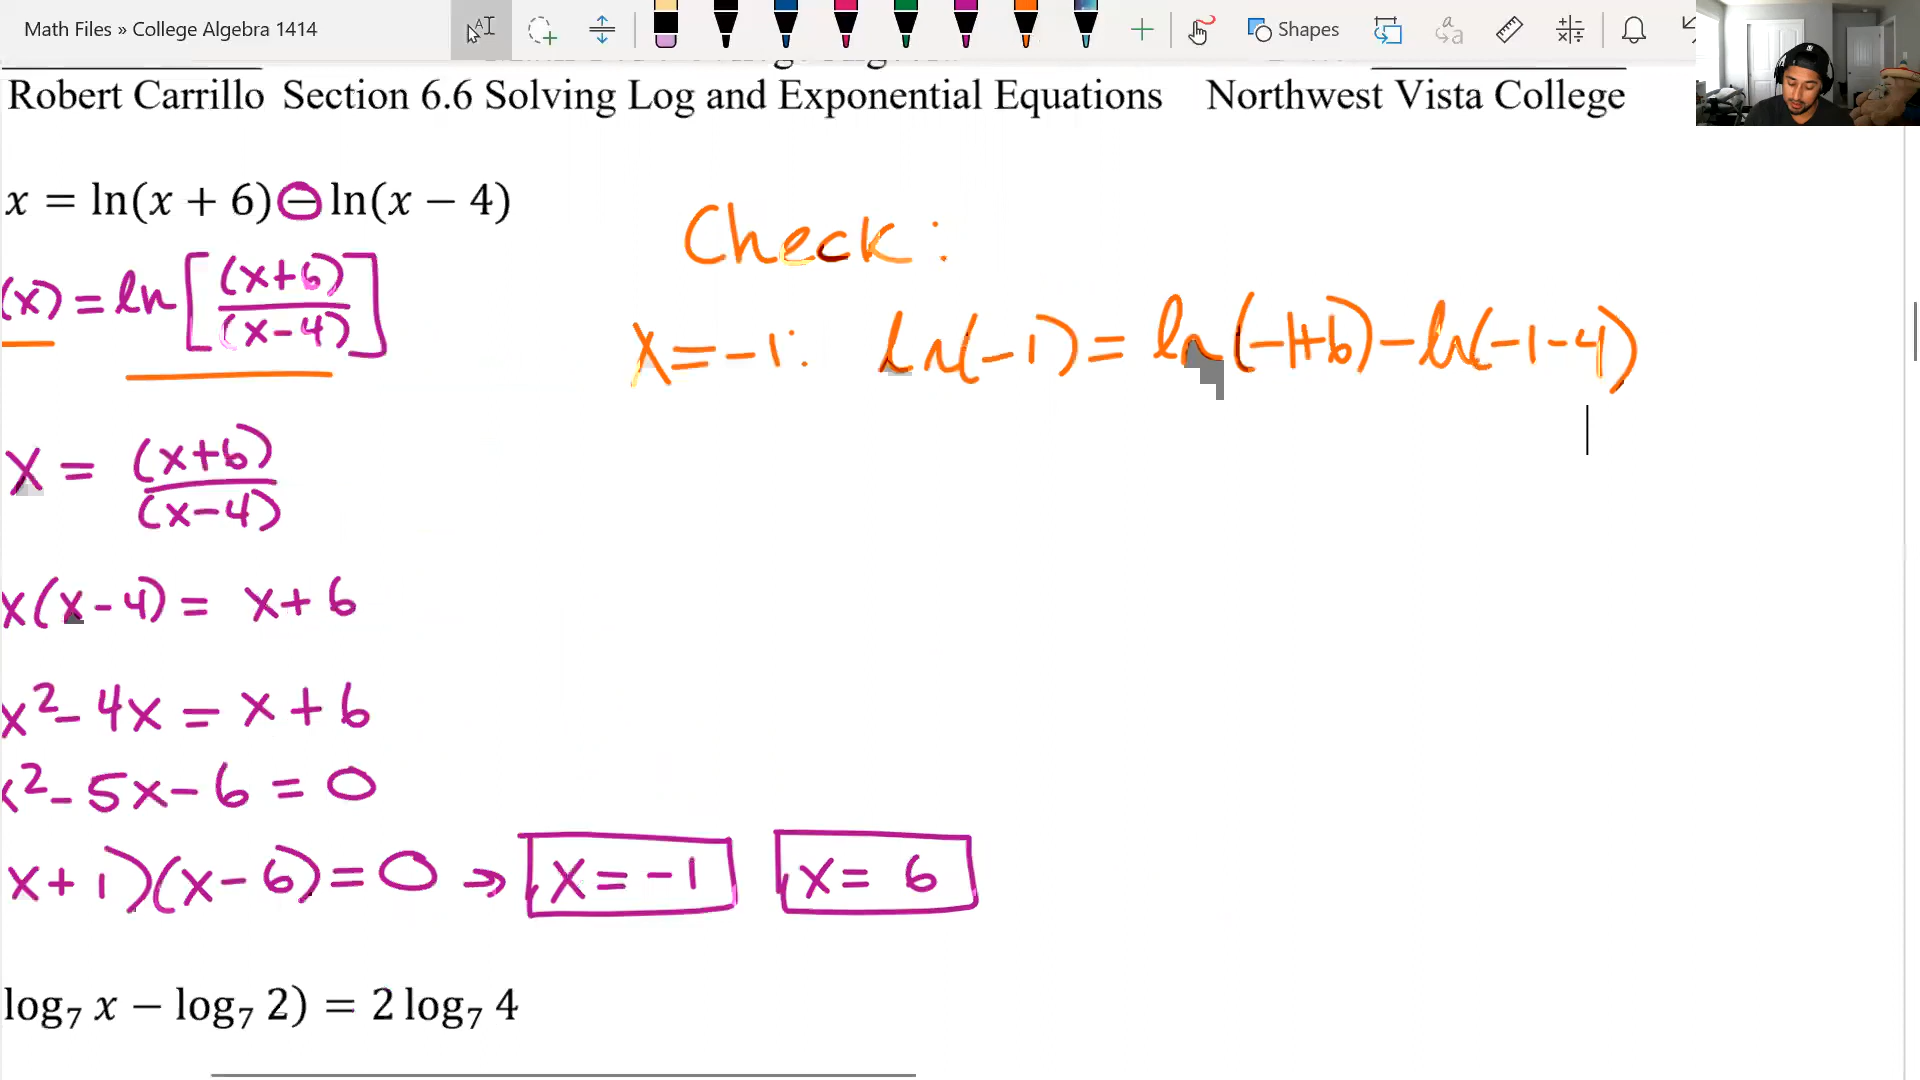 Math Files » College Algebra 1414
Shapes
Robert Carrillo Section 6.6 Solving Log and Exponential Equations Northwest Vista College
x = ln(x + 6) − ln(x − 4)
(x) = ln[(x+6)/(x−4)]
x = (x+6)/(x−4)
x(x−4) = x+6
x² − 4x = x + 6
x² − 5x − 6 = 0
x+1)(x−6) = 0 → x = −1 x = 6
Check:
x = −1: ln(−1) = ln(−1+6) − ln(−1−4)
log₇ x − log₇ 2) = 2 log₇ 4